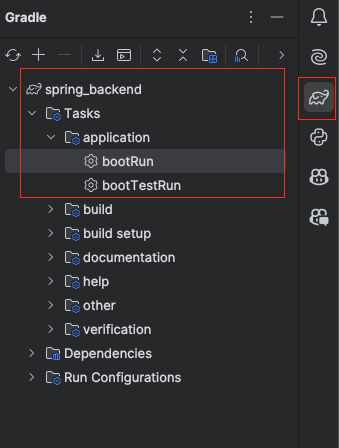 Gradle
spring_backend
Tasks
application
bootRun
bootTestRun
build
build setup
documentation
help
other
verification
Dependencies
Run Configurations